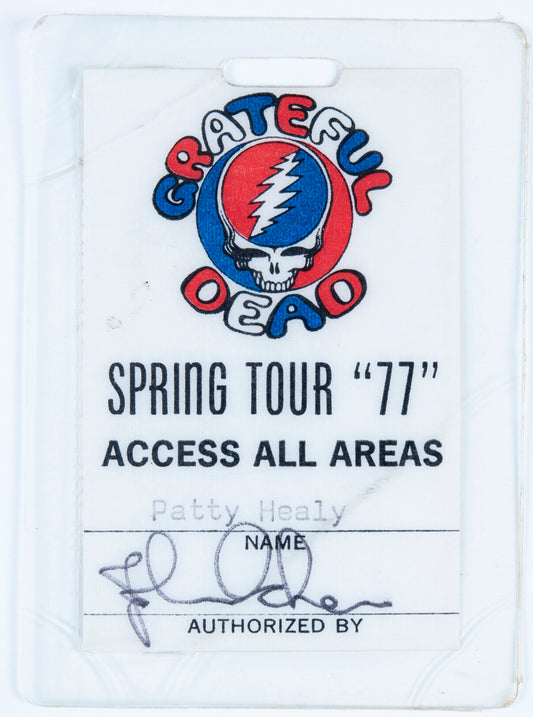 GRATEFUL
DEAD
SPRING TOUR “77”
ACCESS ALL AREAS
Patty Healy
NAME
AUTHORIZED BY